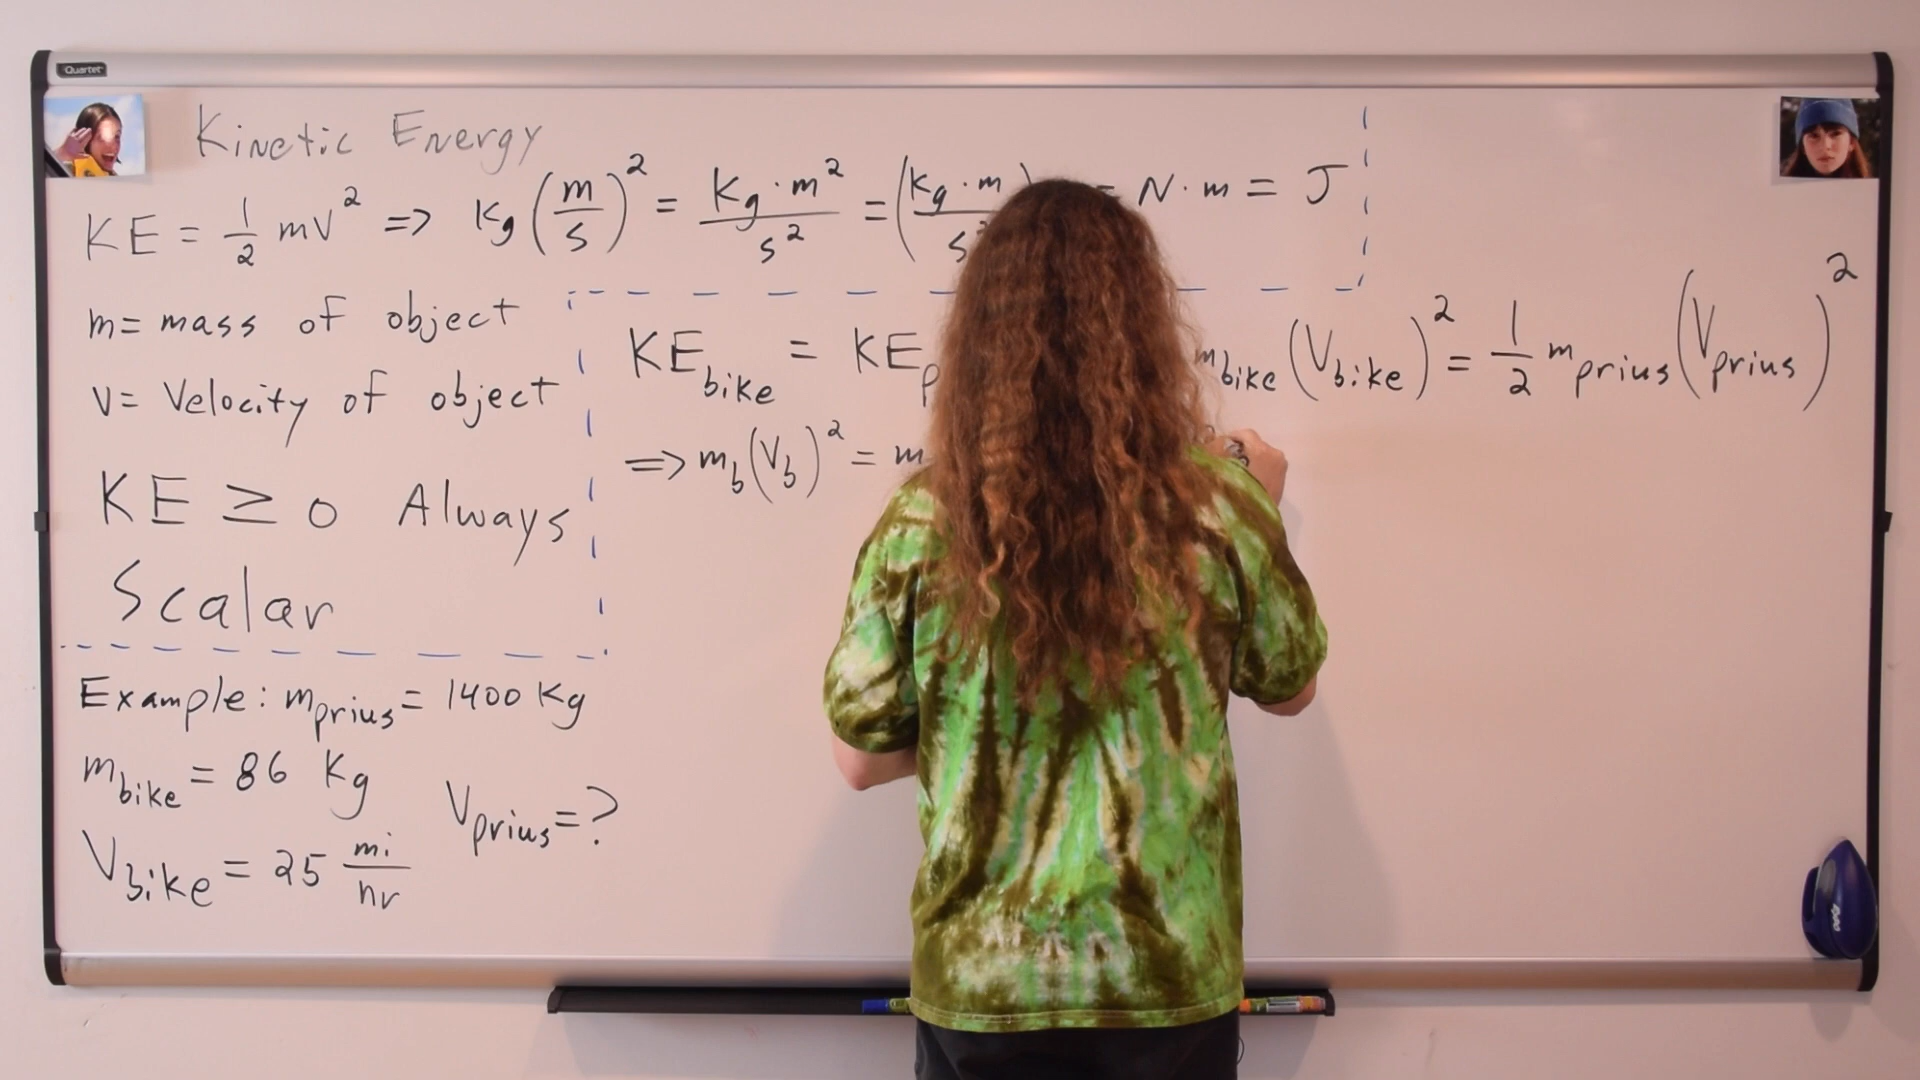 Quartet
Kinetic Energy
KE = 1/2 mv² => Kg (m/s)² = Kg·m²/s² = (Kg·m/s² = N·m = J
m = mass of object
v = Velocity of object
KE ≥ 0 Always
Scalar
Example: m_prius = 1400 Kg
m_bike = 86 Kg
V_bike = 25 mi/hr
V_prius = ?
KE_bike = KE_p m_bike (V_bike)² = 1/2 m_prius (V_prius)²
=> m_b (V_b)² = m
Expo